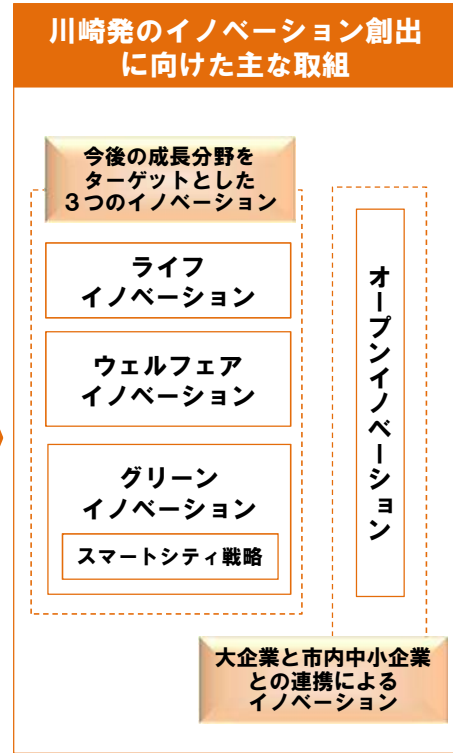 川崎発のイノベーション創出
に向けた主な取組
今後の成長分野を
ターゲットとした
３つのイノベーション
ライフ
イノベーション
ウェルフェア
イノベーション
グリーン
イノベーション
スマートシティ戦略
オープンイノベーション
大企業と市内中小企業
との連携による
イノベーション